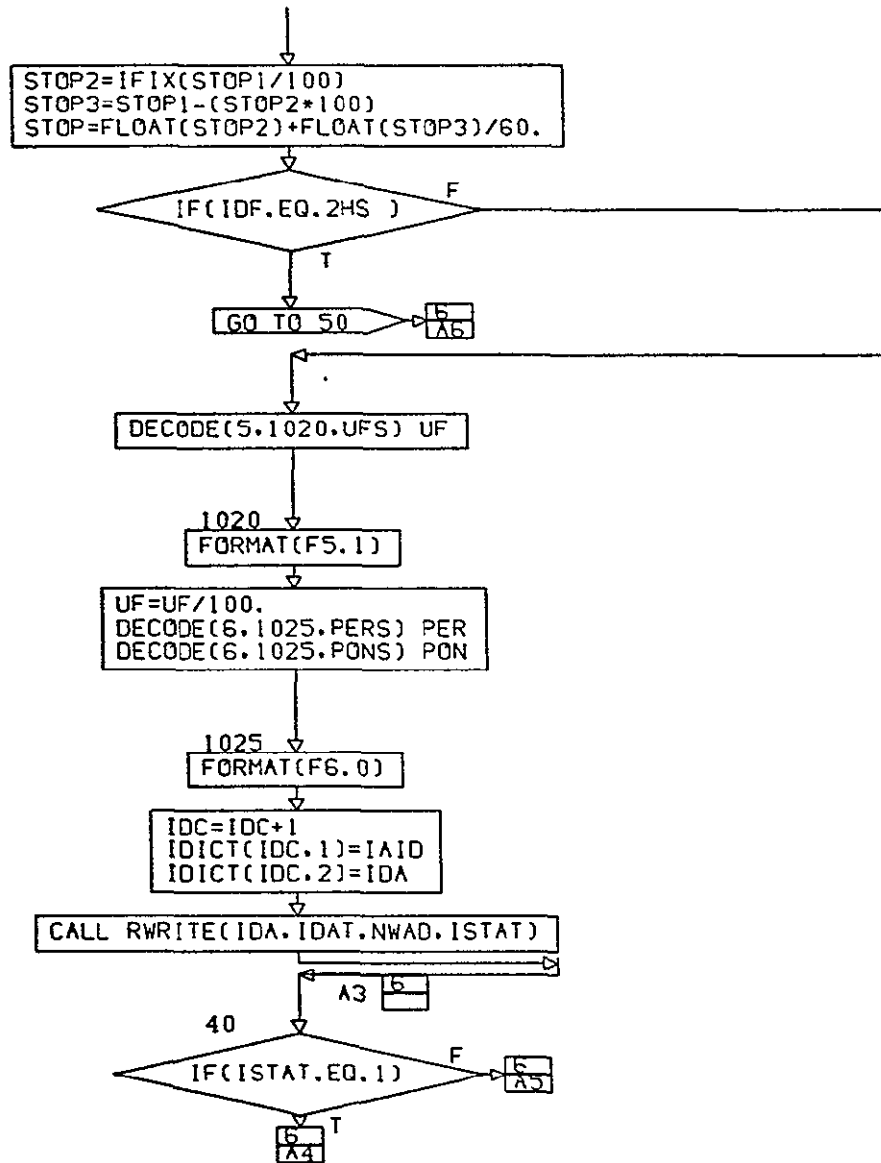 STOP2=IFIX(STOP1/100)
STOP3=STOP1-(STOP2*100)
STOP=FLOAT(STOP2)+FLOAT(STOP3)/60.
F
IF(IDF.EQ.2HS )
T
GO TO 50
6
A6
DECODE(5.1020.UFS) UF
1020
FORMAT(F5.1)
UF=UF/100.
DECODE(6.1025.PERS) PER
DECODE(6.1025.PONS) PON
1025
FORMAT(F6.0)
IDC=IDC+1
IDICT(IDC.1)=IAID
IDICT(IDC.2)=IDA
CALL RWRITE(IDA.IDAT.NWAD.ISTAT)
A3
6
40
F
IF(ISTAT.EQ.1)
6
A5
T
6
A4